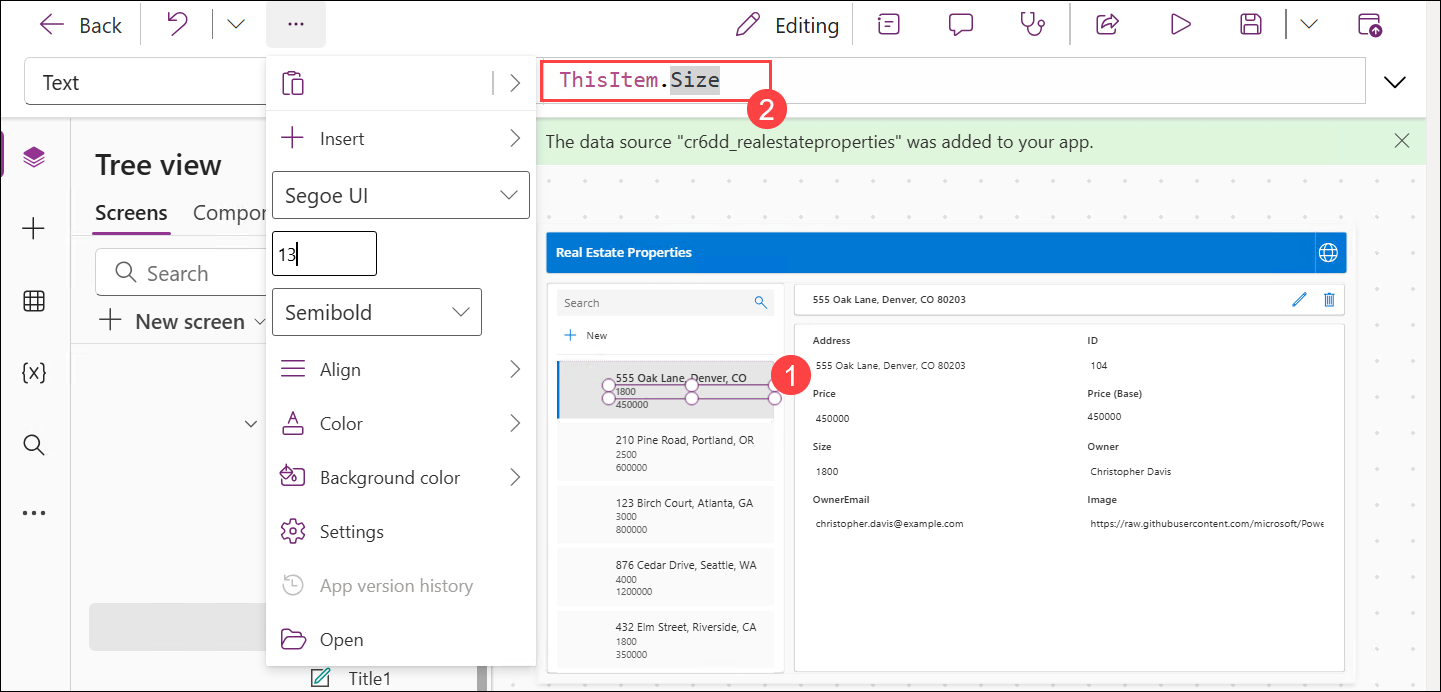 Back
Editing
Text
ThisItem.Size
2
Insert
The data source "cr6dd_realestateproperties" was added to your app.
Tree view
Segoe UI
Screens
Compor
13
Search
Semibold
New screen
Align
Color
Background color
Settings
App version history
Open
Title1
Real Estate Properties
Search
New
555 Oak Lane, Denver, CO
1800
450000
1
210 Pine Road, Portland, OR
2500
600000
123 Birch Court, Atlanta, GA
3000
800000
876 Cedar Drive, Seattle, WA
4000
1200000
432 Elm Street, Riverside, CA
1800
350000
555 Oak Lane, Denver, CO 80203
Address
ID
555 Oak Lane, Denver, CO 80203
104
Price
Price (Base)
450000
450000
Size
Owner
1800
Christopher Davis
OwnerEmail
Image
christopher.davis@example.com
https://raw.githubusercontent.com/microsoft/Powe